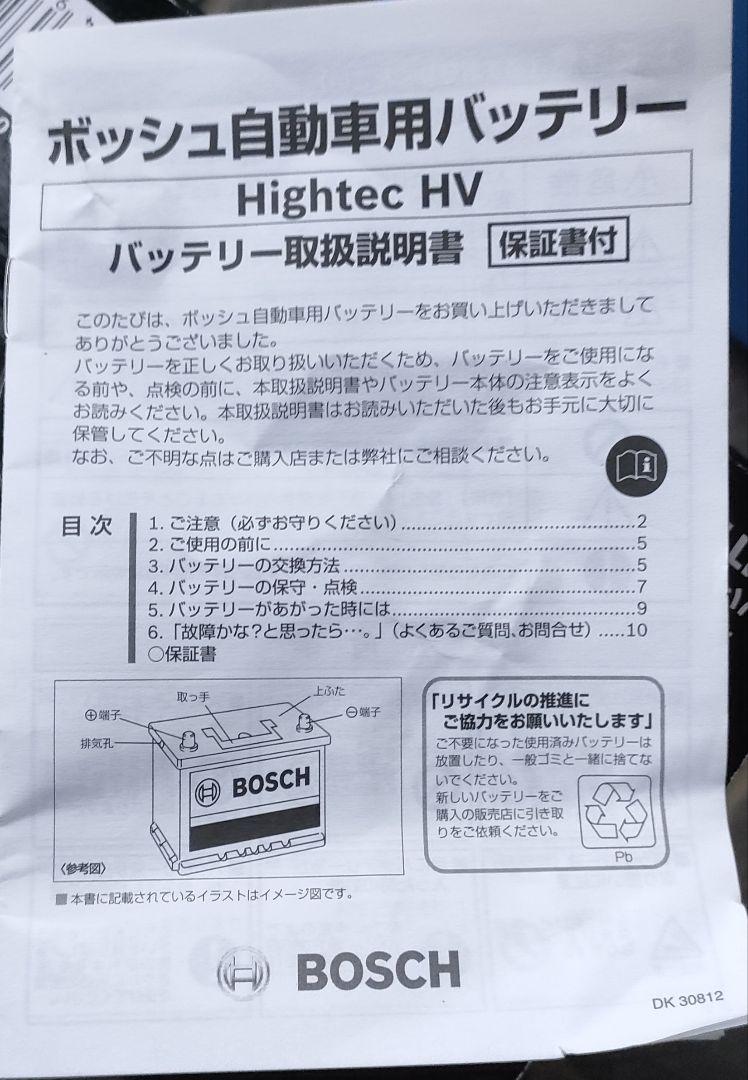 ボッシュ自動車用バッテリー
Hightec HV
バッテリー取扱説明書 保証書付
このたびは、ボッシュ自動車用バッテリーをお買い上げいただきまして
ありがとうございました。
バッテリーを正しくお取り扱いいただくため、バッテリーをご使用にな
る前や、点検の前に、本取扱説明書やバッテリー本体の注意表示をよく
お読みください。本取扱説明書はお読みいただいた後もお手元に大切に
保管してください。
なお、ご不明な点はご購入店または弊社にご相談ください。
目次
1. ご注意（必ずお守りください）..............................2
2. ご使用の前に..............................5
3. バッテリーの交換方法..............................5
4. バッテリーの保守・点検..............................7
5. バッテリーがあがった時には..............................9
6. 「故障かな？と思ったら…。」（よくあるご質問、お問合せ）.....10
○保証書
取っ手
上ふた
⊕端子
⊖端子
排気孔
BOSCH
〈参考図〉
「リサイクルの推進に
ご協力をお願いいたします」
ご不要になった使用済みバッテリーは
放置したり、一般ゴミと一緒に捨てな
いでください。
新しいバッテリーをご
購入の販売店に引き取
りをご依頼ください。
Pb
■本書に記載されているイラストはイメージ図です。
BOSCH
DK 30812